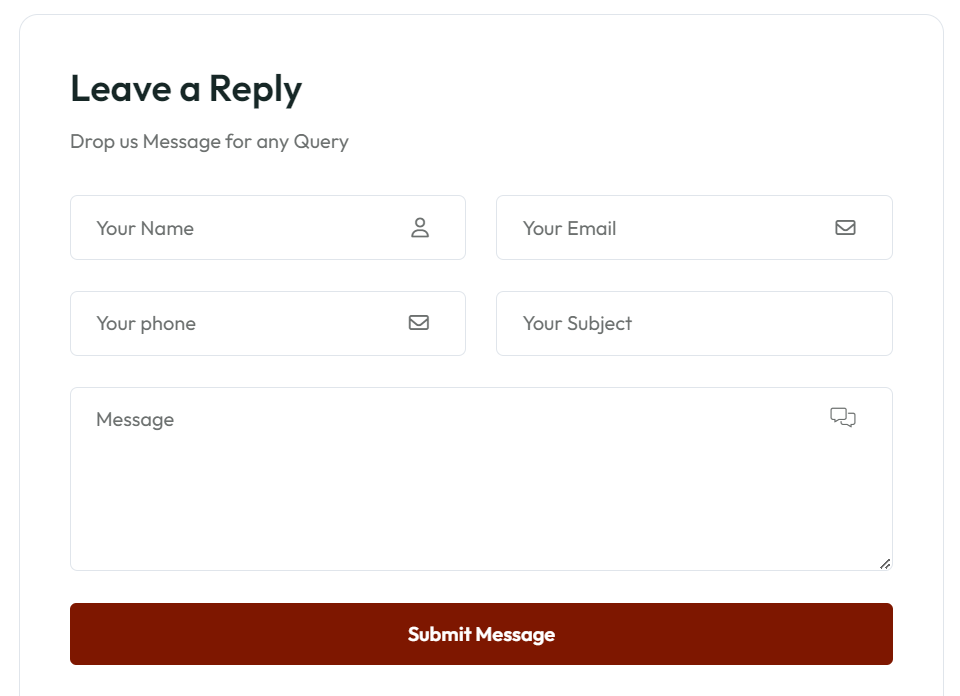 Leave a Reply
Drop us Message for any Query
Your Name
Your Email
Your phone
Your Subject
Message
Submit Message